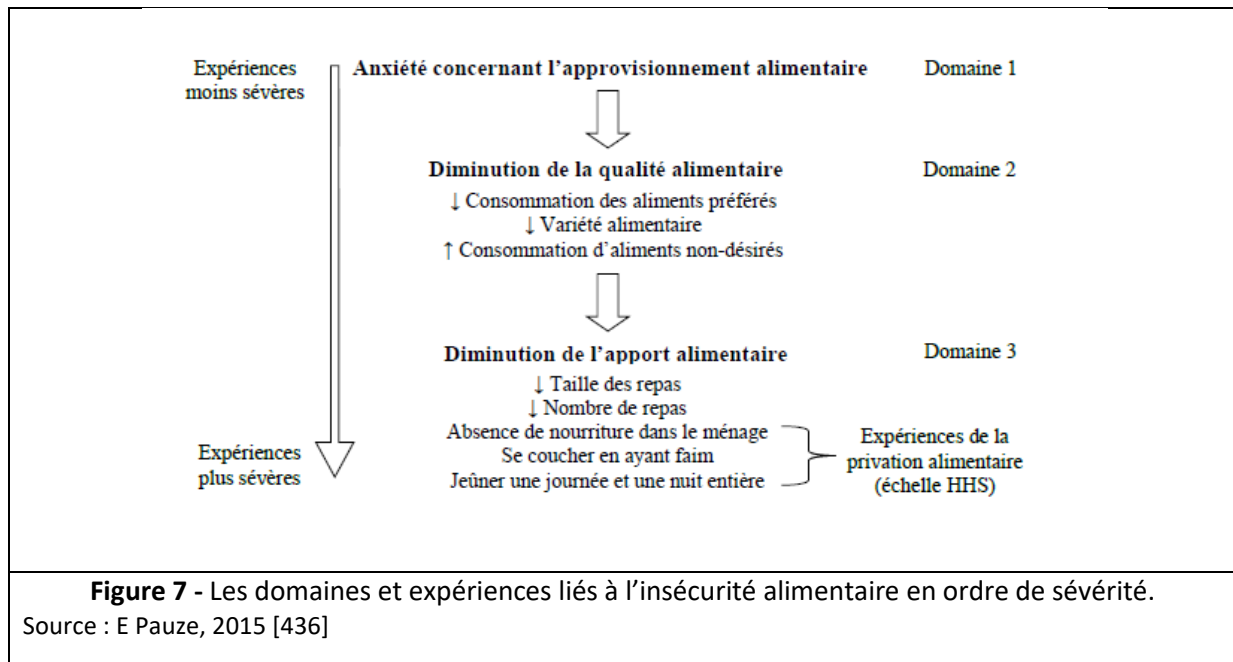 Expériences
moins sévères
Anxiété concernant l'approvisionnement alimentaire
Domaine 1
Diminution de la qualité alimentaire
Domaine 2
↓ Consommation des aliments préférés
↓ Variété alimentaire
↑ Consommation d'aliments non-désirés
Diminution de l'apport alimentaire
Domaine 3
↓ Taille des repas
↓ Nombre de repas
Absence de nourriture dans le ménage
Se coucher en ayant faim
Jeûner une journée et une nuit entière
Expériences de la
privation alimentaire
(échelle HHS)
Expériences
plus sévères
Figure 7 - Les domaines et expériences liés à l'insécurité alimentaire en ordre de sévérité.
Source : E Pauze, 2015 [436]